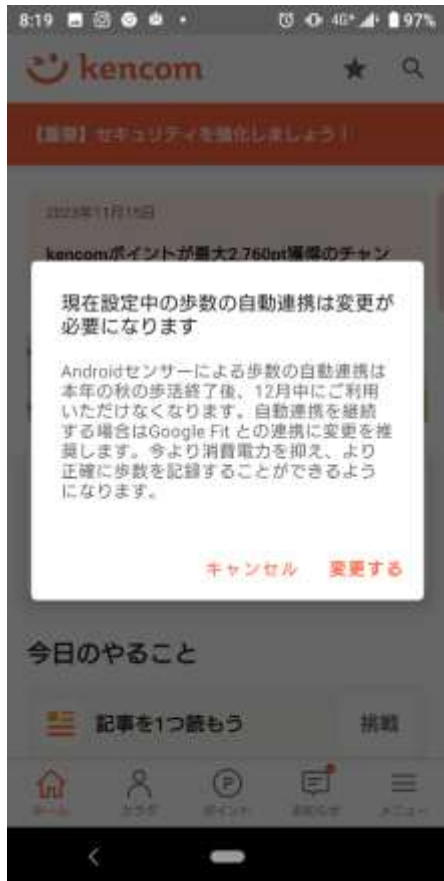 8:19
4G+
97%
kencom
【重要】セキュリティを強化しましょう！
2023年11月15日
kencomポイントが最大2,760pt獲得のチャン
現在設定中の歩数の自動連携は変更が
必要になります
Androidセンサーによる歩数の自動連携は
本年の秋の歩活終了後、12月中にご利用
いただけなくなります。自動連携を継続
する場合はGoogle Fit との連携に変更を推
奨します。今より消費電力を抑え、より
正確に歩数を記録することができるよう
になります。
キャンセル 変更する
今日のやること
記事を1つ読もう 挑戦
ホーム カラダ ポイント お知らせ メニュー